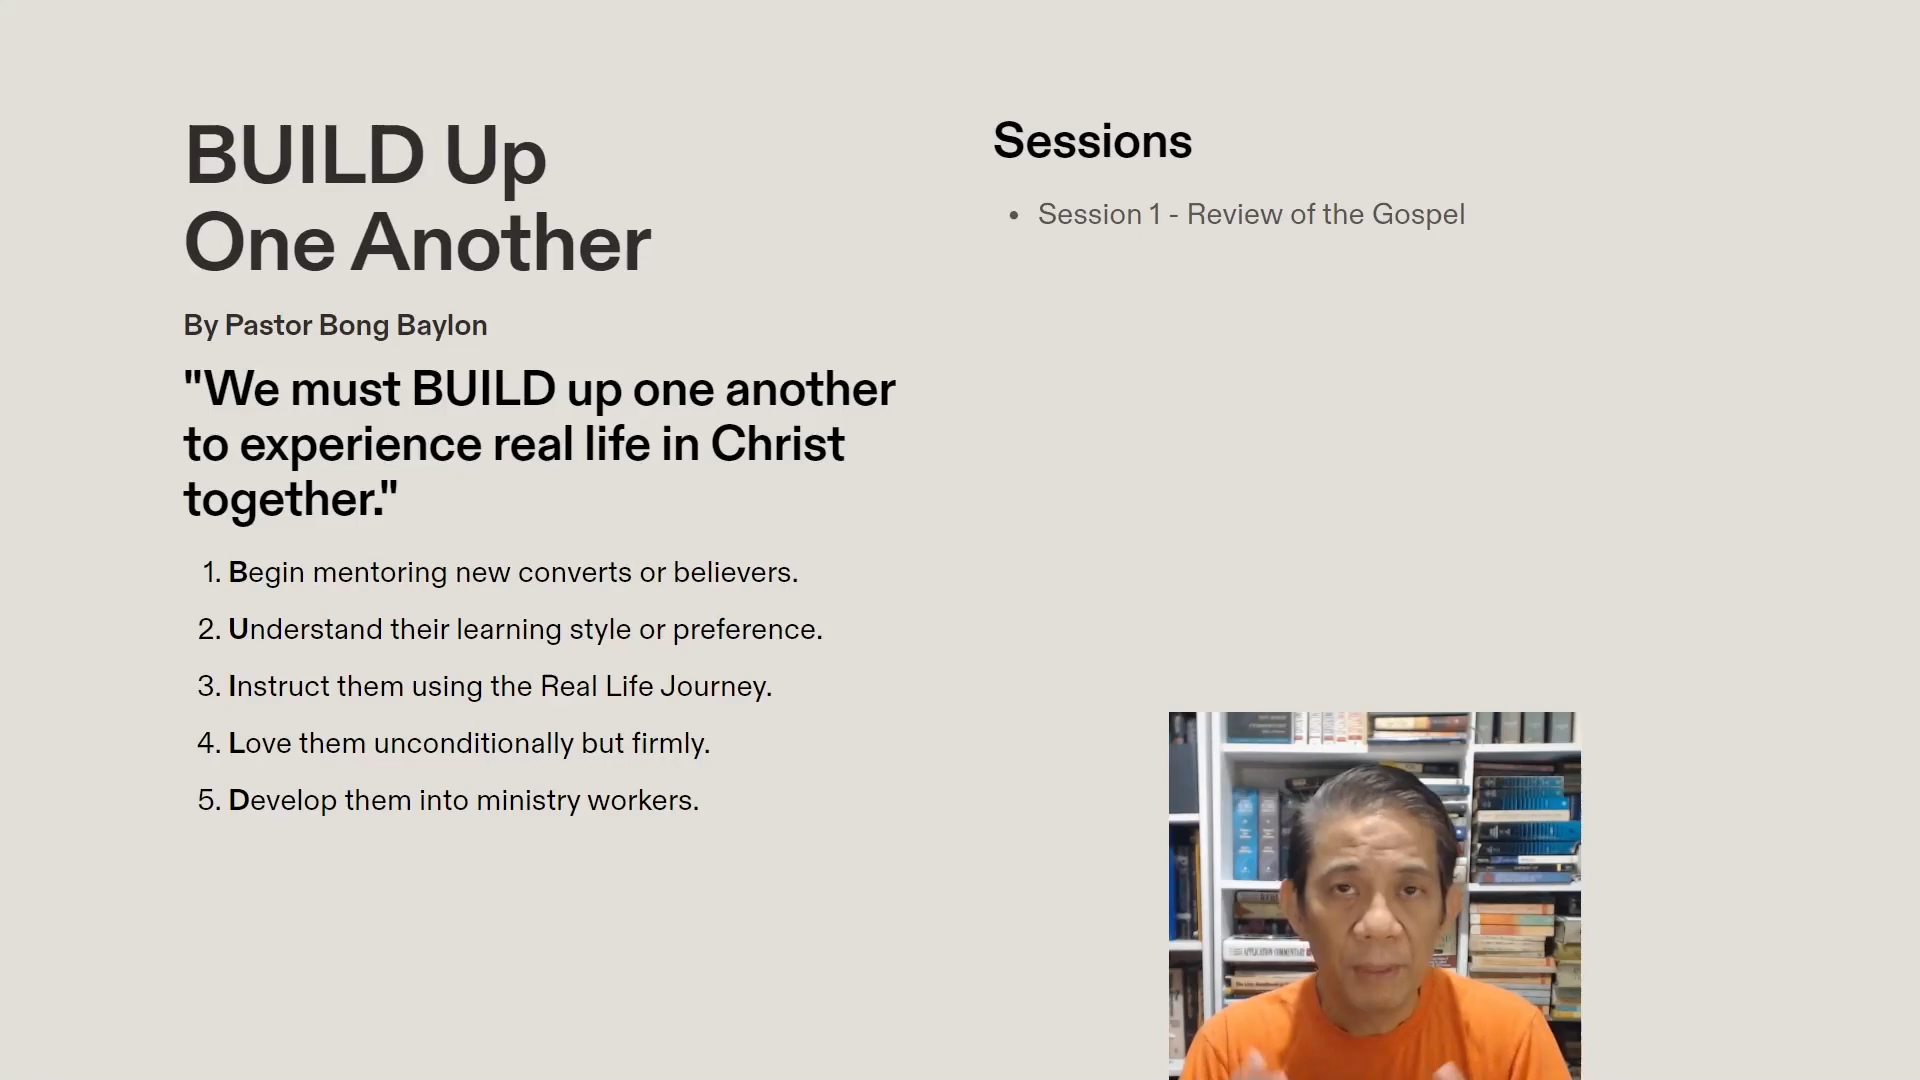 BUILD Up
One Another
By Pastor Bong Baylon
"We must BUILD up one another
to experience real life in Christ
together."
1. Begin mentoring new converts or believers.
2. Understand their learning style or preference.
3. Instruct them using the Real Life Journey.
4. Love them unconditionally but firmly.
5. Develop them into ministry workers.
Sessions
• Session 1 - Review of the Gospel
APPLICATION COMMENTARY